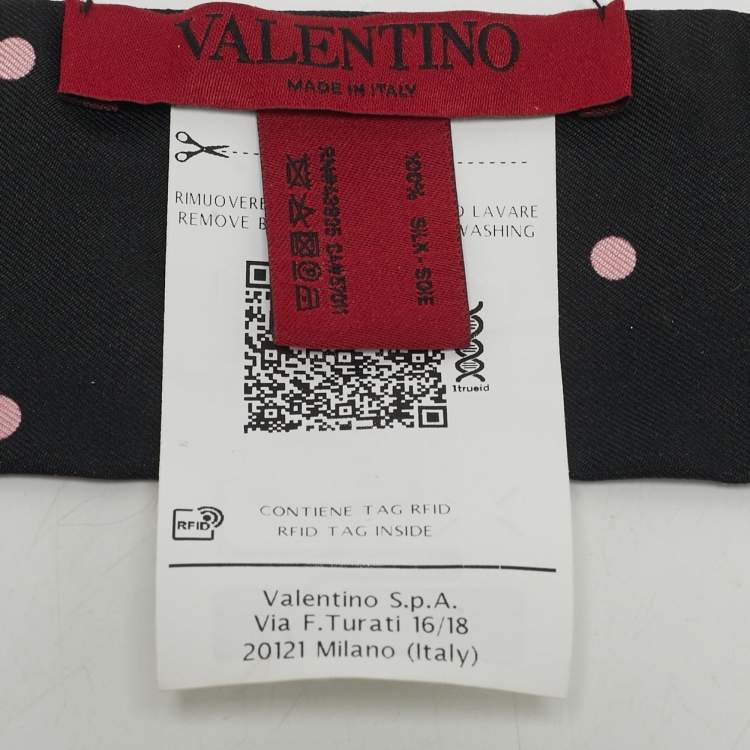 VALENTINO
MADE IN ITALY
100% SILK - SOIE
RIMUOVERE LAVARE
REMOVE WASHING
1trueid
RFID
CONTIENE TAG RFID
RFID TAG INSIDE
Valentino S.p.A.
Via F.Turati 16/18
20121 Milano (Italy)